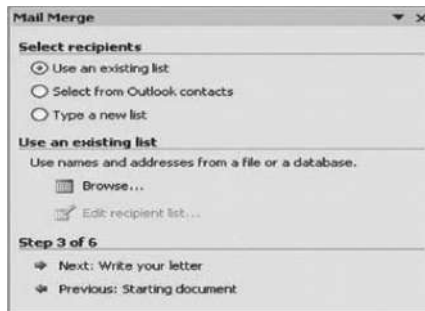 Mail Merge
Select recipients
Use an existing list
Select from Outlook contacts
Type a new list
Use an existing list
Use names and addresses from a file or a database.
Browse...
Edit recipient list...
Step 3 of 6
Next: Write your letter
Previous: Starting document